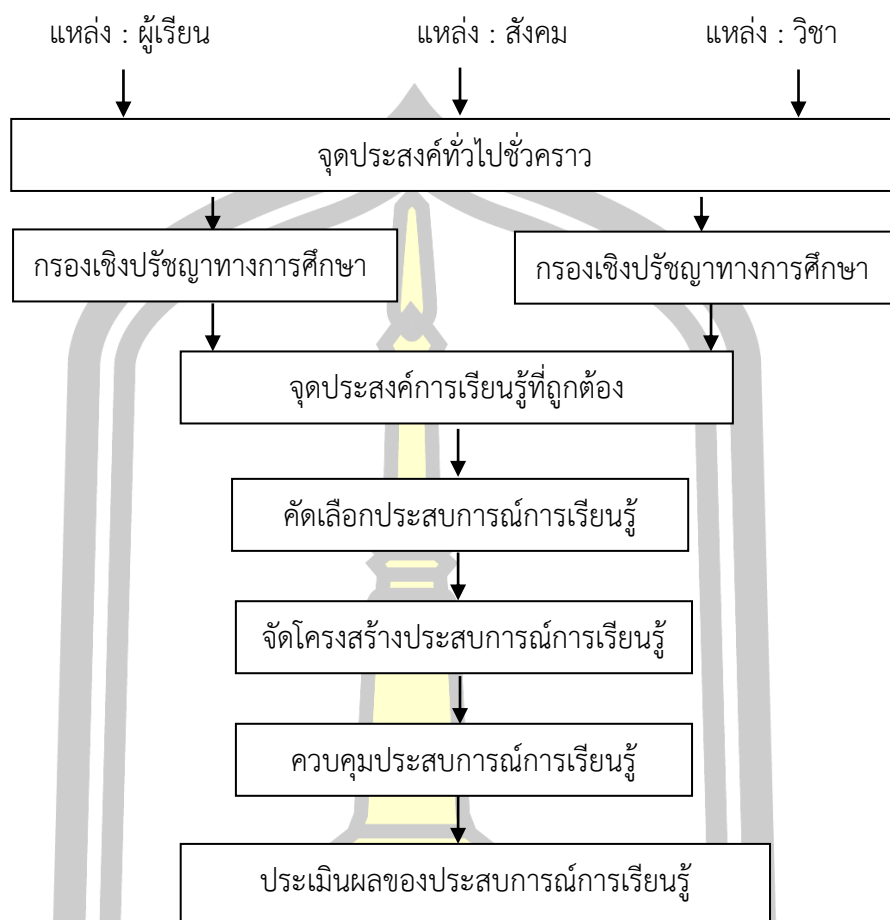 แหล่ง : ผู้เรียน แหล่ง : สังคม แหล่ง : วิชา
จุดประสงค์ทั่วไปชั่วคราว
กรองเชิงปรัชญาทางการศึกษา กรองเชิงปรัชญาทางการศึกษา
จุดประสงค์การเรียนรู้ที่ถูกต้อง
คัดเลือกประสบการณ์การเรียนรู้
จัดโครงสร้างประสบการณ์การเรียนรู้
ควบคุมประสบการณ์การเรียนรู้
ประเมินผลของประสบการณ์การเรียนรู้